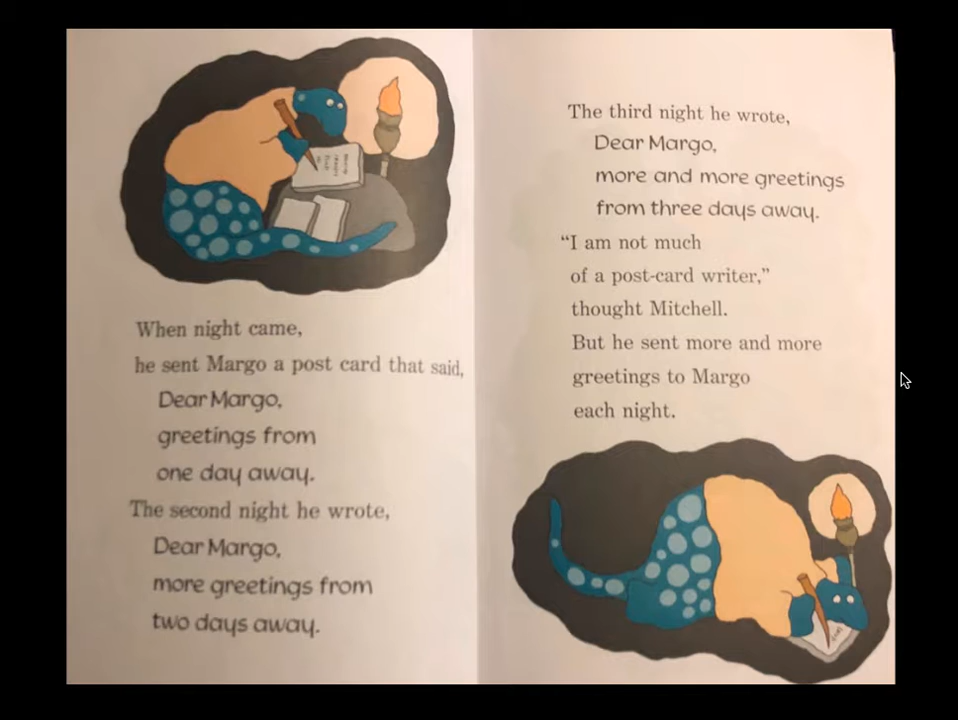 When night came,
he sent Margo a post card that said,
Dear Margo,
greetings from
one day away.
The second night he wrote,
Dear Margo,
more greetings from
two days away.
The third night he wrote,
Dear Margo,
more and more greetings
from three days away.
“I am not much
of a post-card writer,”
thought Mitchell.
But he sent more and more
greetings to Margo
each night.